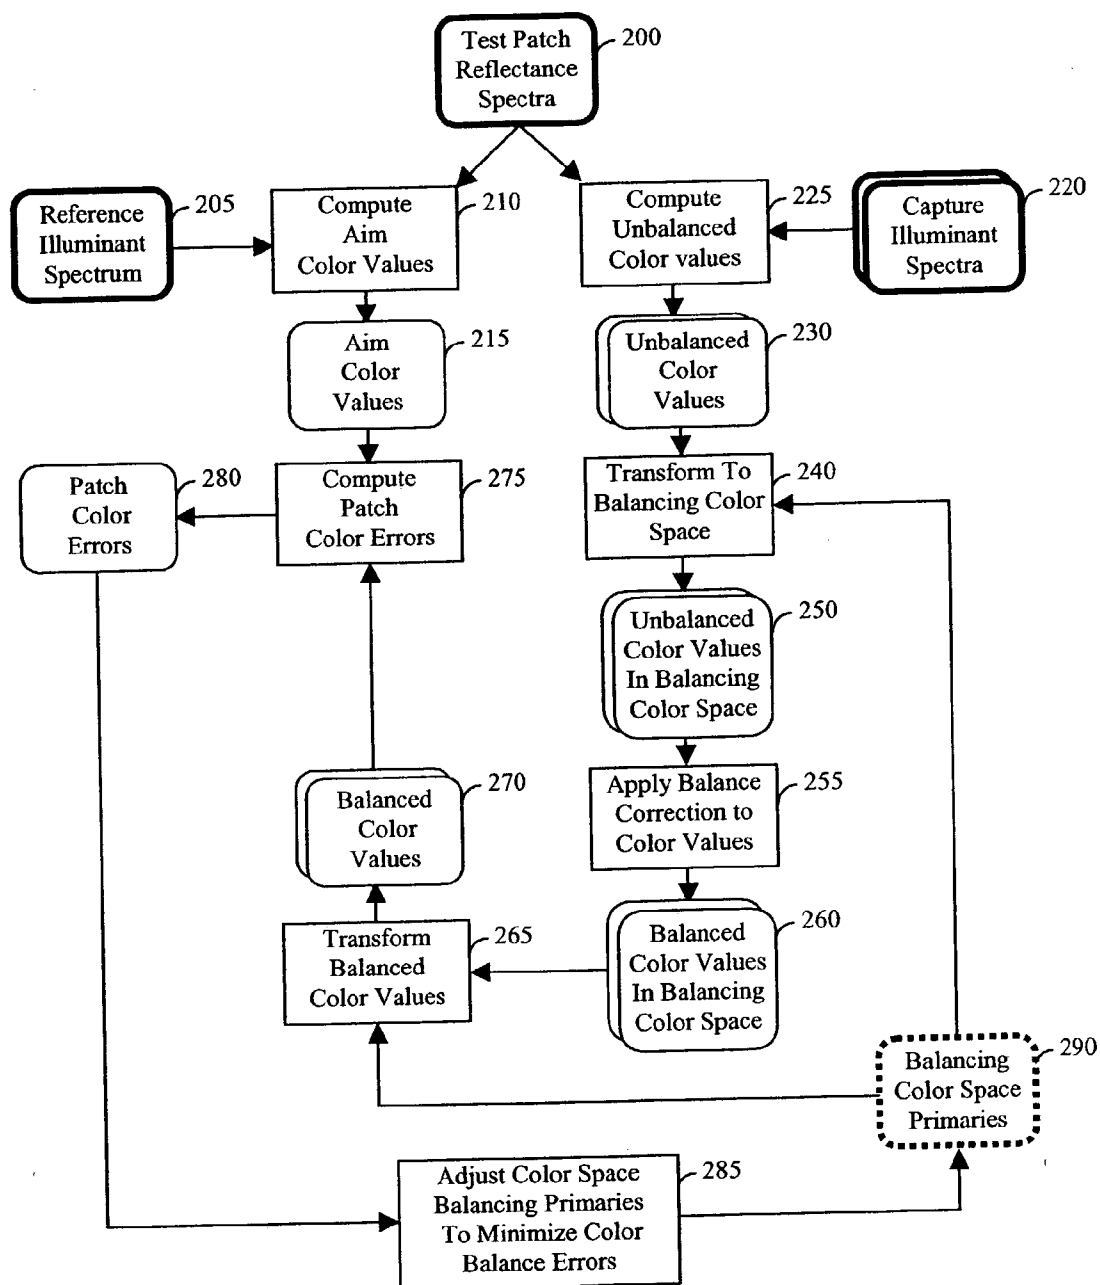 Test Patch
Reflectance
Spectra
200
Reference
Illuminant
Spectrum
205
Compute
Aim
Color Values
210
Compute
Unbalanced
Color values
225
Capture
Illuminant
Spectra
220
Aim
Color
Values
215
Unbalanced
Color
Values
230
Patch
Color
Errors
280
Compute
Patch
Color Errors
275
Transform To
Balancing Color
Space
240
Unbalanced
Color Values
In Balancing
Color Space
250
Balanced
Color
Values
270
Apply Balance
Correction to
Color Values
255
Transform
Balanced
Color Values
265
Balanced
Color Values
In Balancing
Color Space
260
Balancing
Color Space
Primaries
290
Adjust Color Space
Balancing Primaries
To Minimize Color
Balance Errors
285